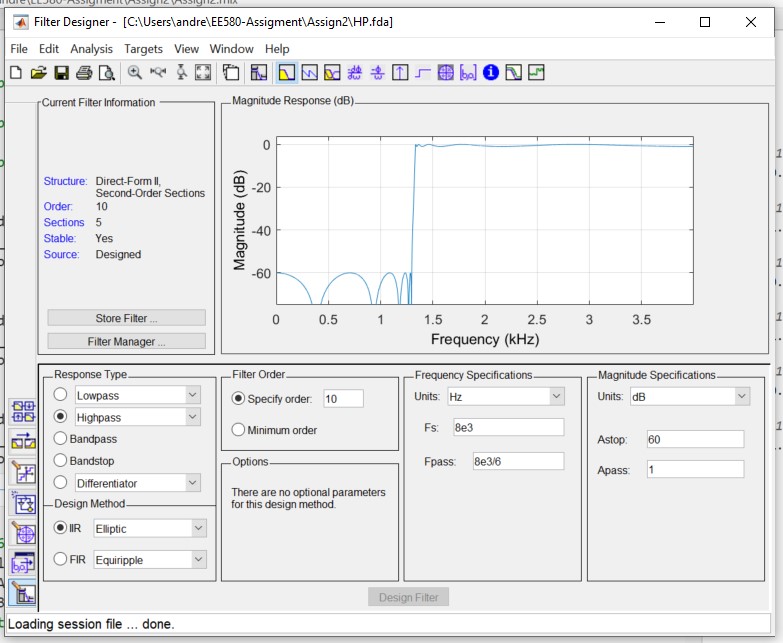 Filter Designer - [C:\Users\andre\EE580-Assigment\Assign2\HP.fda]
File Edit Analysis Targets View Window Help
Current Filter Information
Structure: Direct-Form II,
Second-Order Sections
Order: 10
Sections 5
Stable: Yes
Source: Designed
Store Filter ...
Filter Manager ...
Magnitude Response (dB)
Magnitude (dB)
0
-20
-40
-60
0 0.5 1 1.5 2 2.5 3 3.5
Frequency (kHz)
Response Type
Lowpass
Highpass
Bandpass
Bandstop
Differentiator
Design Method
IIR Elliptic
FIR Equiripple
Filter Order
Specify order: 10
Minimum order
Options
There are no optional parameters
for this design method.
Frequency Specifications
Units: Hz
Fs: 8e3
Fpass: 8e3/6
Magnitude Specifications
Units: dB
Astop: 60
Apass: 1
Design Filter
Loading session file ... done.